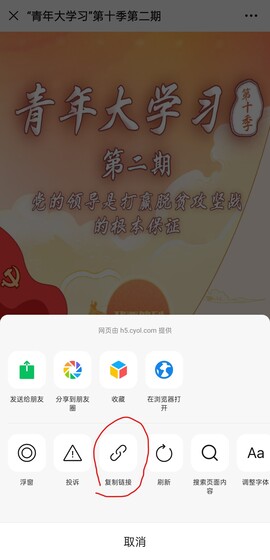 “青年大学习”第十季第二期
青年大学习
第十季
第二期
党的领导是打赢脱贫攻坚战
的根本保证
网页由 h5.cyol.com 提供
发送给朋友
分享到朋友圈
收藏
在浏览器打开
浮窗
投诉
复制链接
刷新
搜索页面内容
调整字体
取消